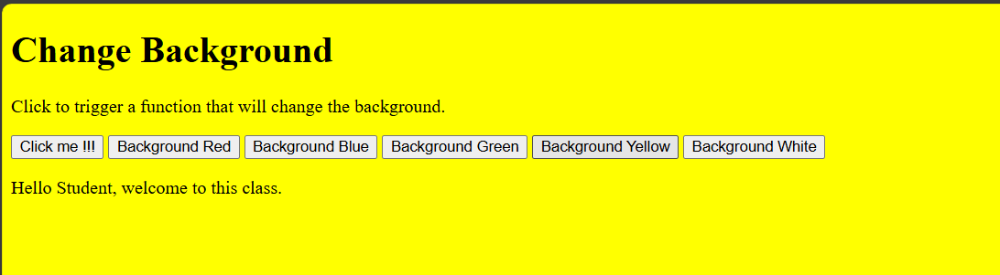 Change Background
Click to trigger a function that will change the background.
Click me !!! Background Red Background Blue Background Green Background Yellow Background White
Hello Student, welcome to this class.